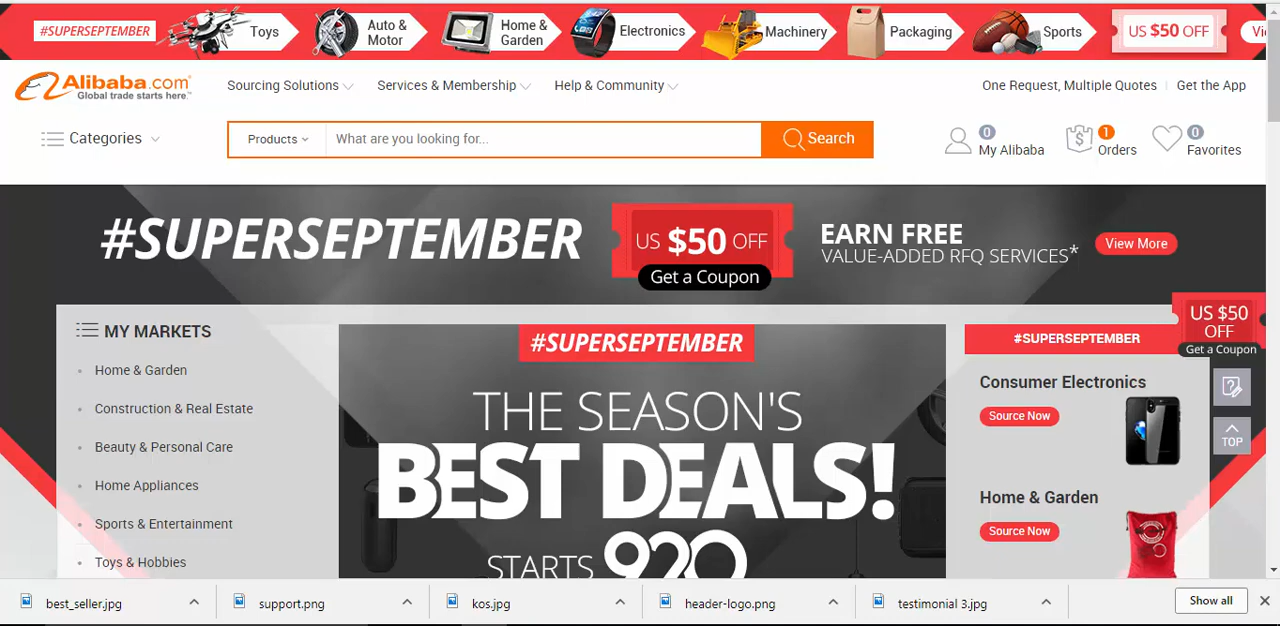 #SUPERSEPTEMBER
Toys
Auto &
Motor
Home &
Garden
Electronics
Machinery
Packaging
Sports
US $50 OFF
Alibaba.com
Global trade starts here.™
Sourcing Solutions
Services & Membership
Help & Community
One Request, Multiple Quotes
Get the App
Categories
Products
What are you looking for...
Search
0
My Alibaba
1
Orders
0
Favorites
#SUPERSEPTEMBER
US $50 OFF
Get a Coupon
EARN FREE
VALUE-ADDED RFQ SERVICES*
View More
MY MARKETS
Home & Garden
Construction & Real Estate
Beauty & Personal Care
Home Appliances
Sports & Entertainment
Toys & Hobbies
#SUPERSEPTEMBER
THE SEASON'S
BEST DEALS!
STARTS 920
#SUPERSEPTEMBER
Consumer Electronics
Source Now
Home & Garden
Source Now
US $50
OFF
Get a Coupon
TOP
best_seller.jpg
support.png
kos.jpg
header-logo.png
testimonial 3.jpg
Show all